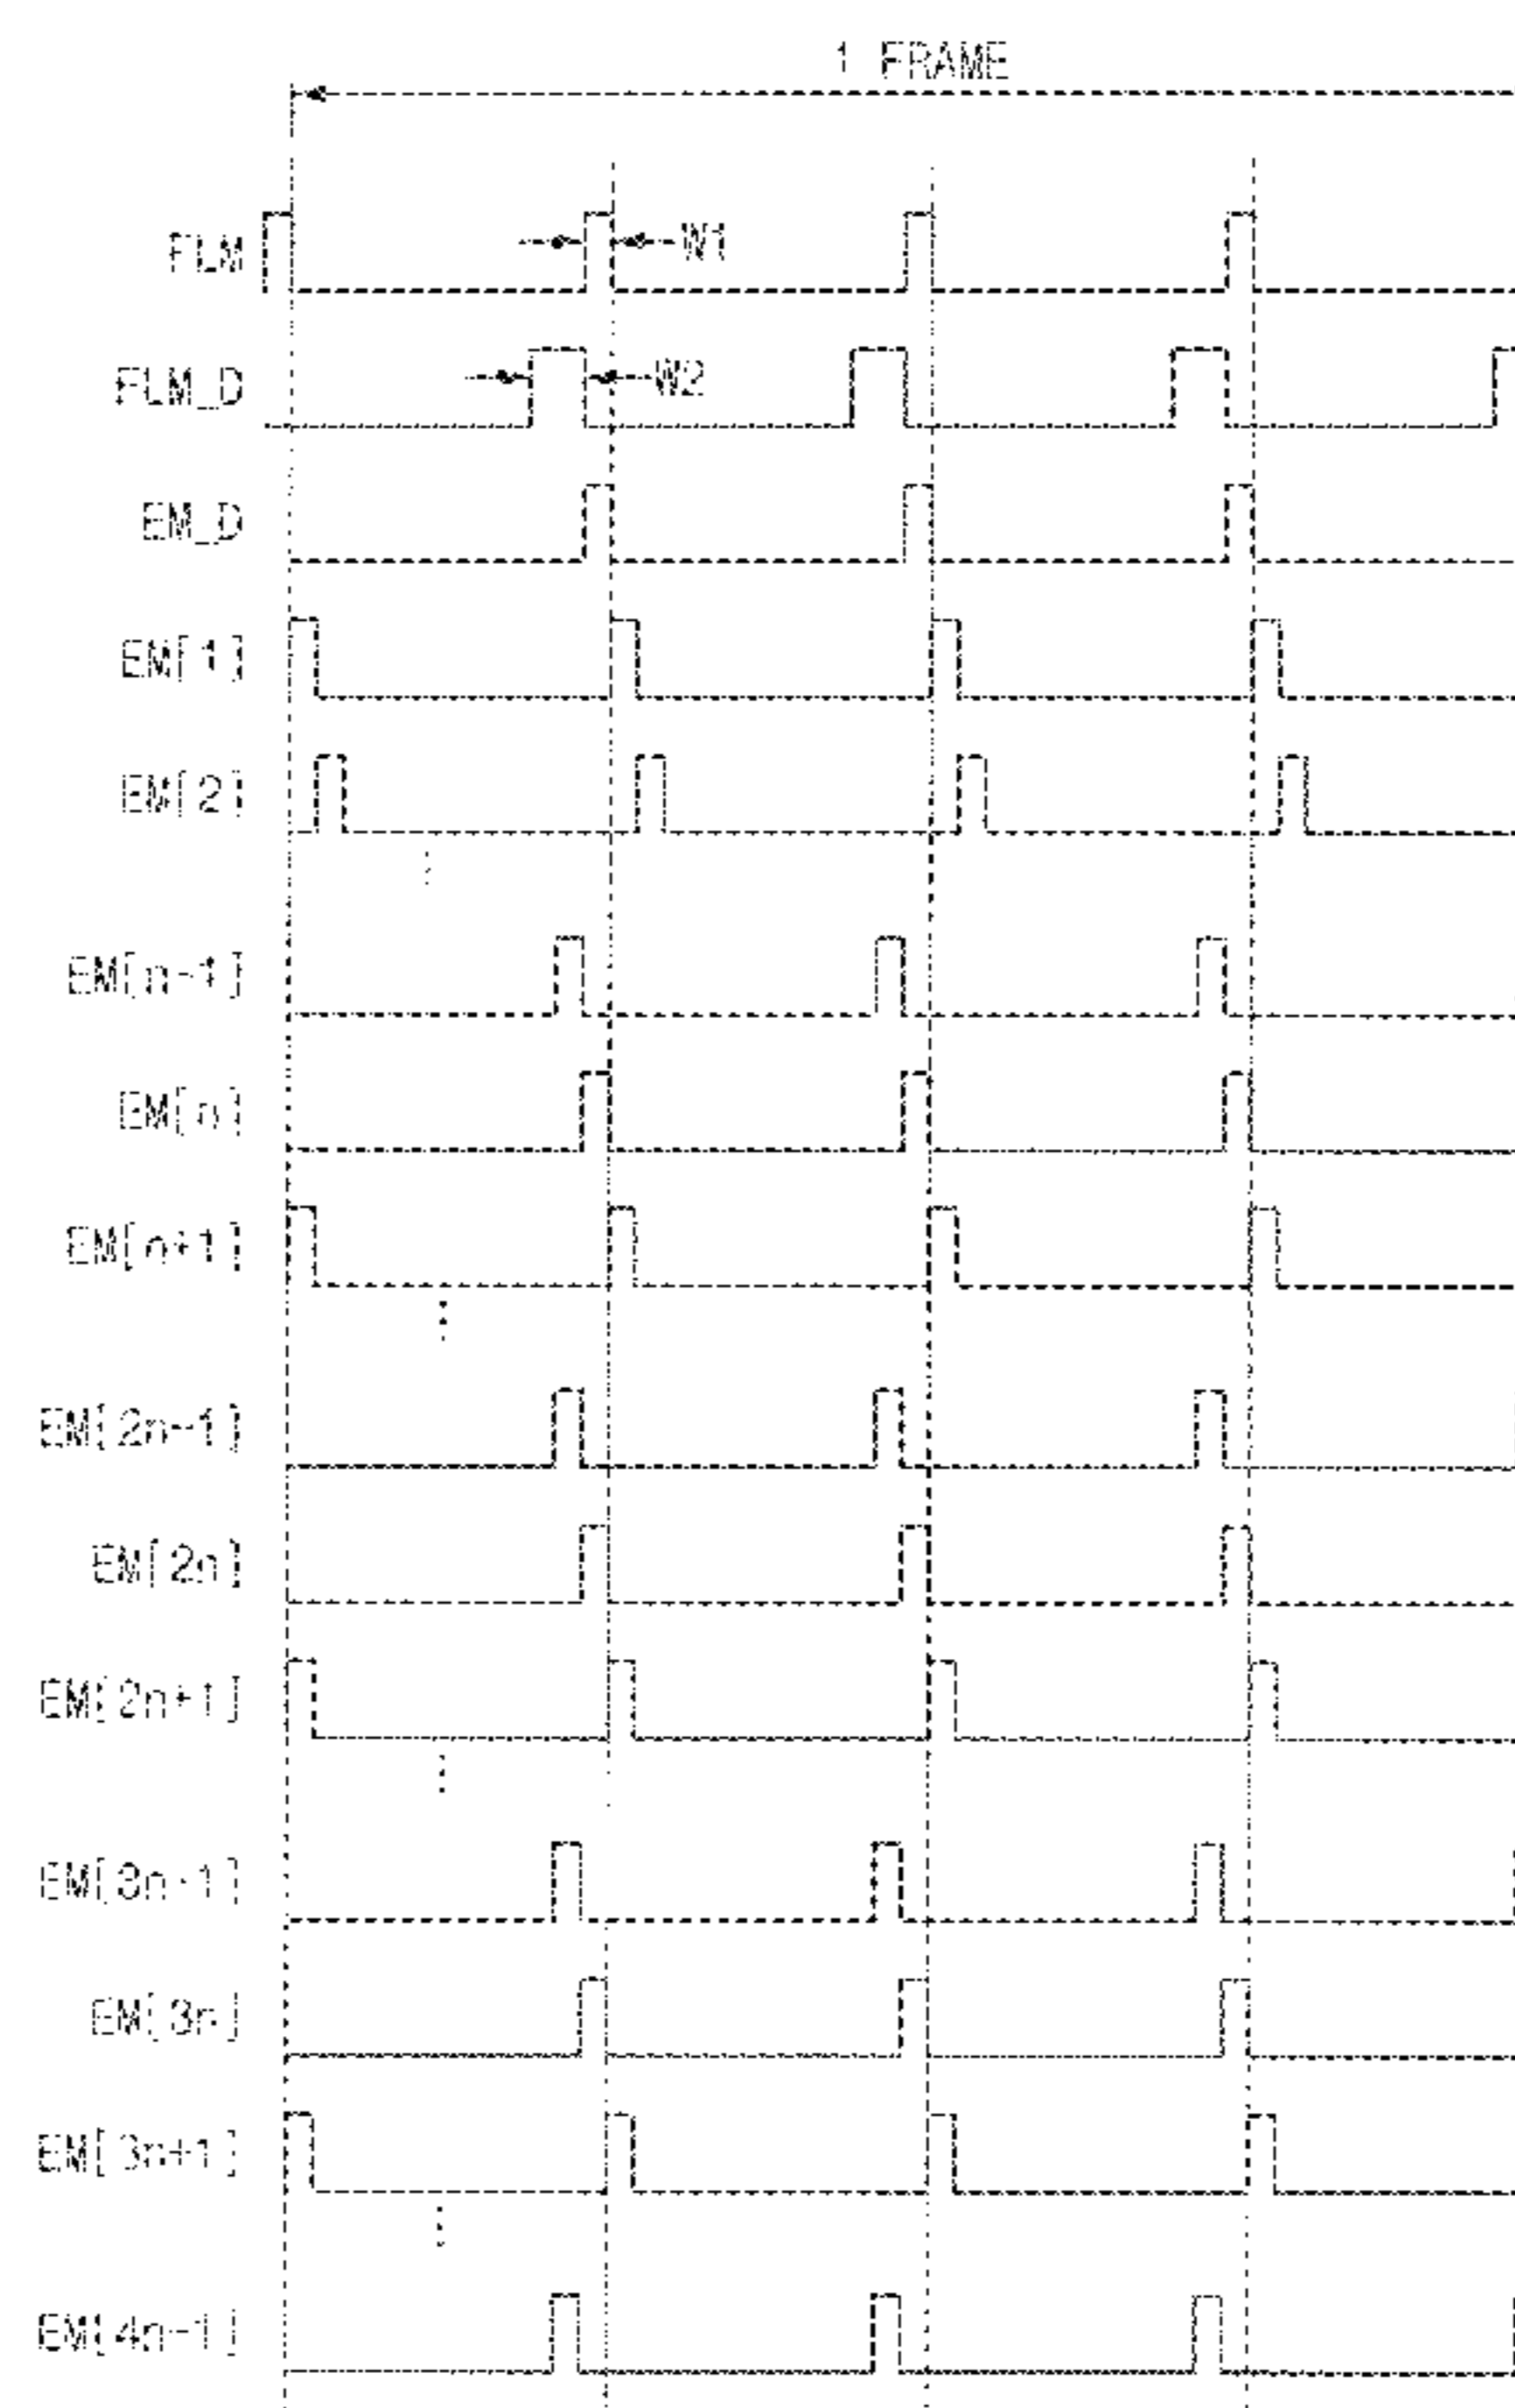 1 FRAME
FLM
W1
FLM_D
W2
EM_D
EM[1]
EM[2]
EM[n-1]
EM[n]
EM[n+1]
EM[2n-1]
EM[2n]
EM[2n+1]
EM[3n-1]
EM[3n]
EM[3n+1]
EM[4n-1]